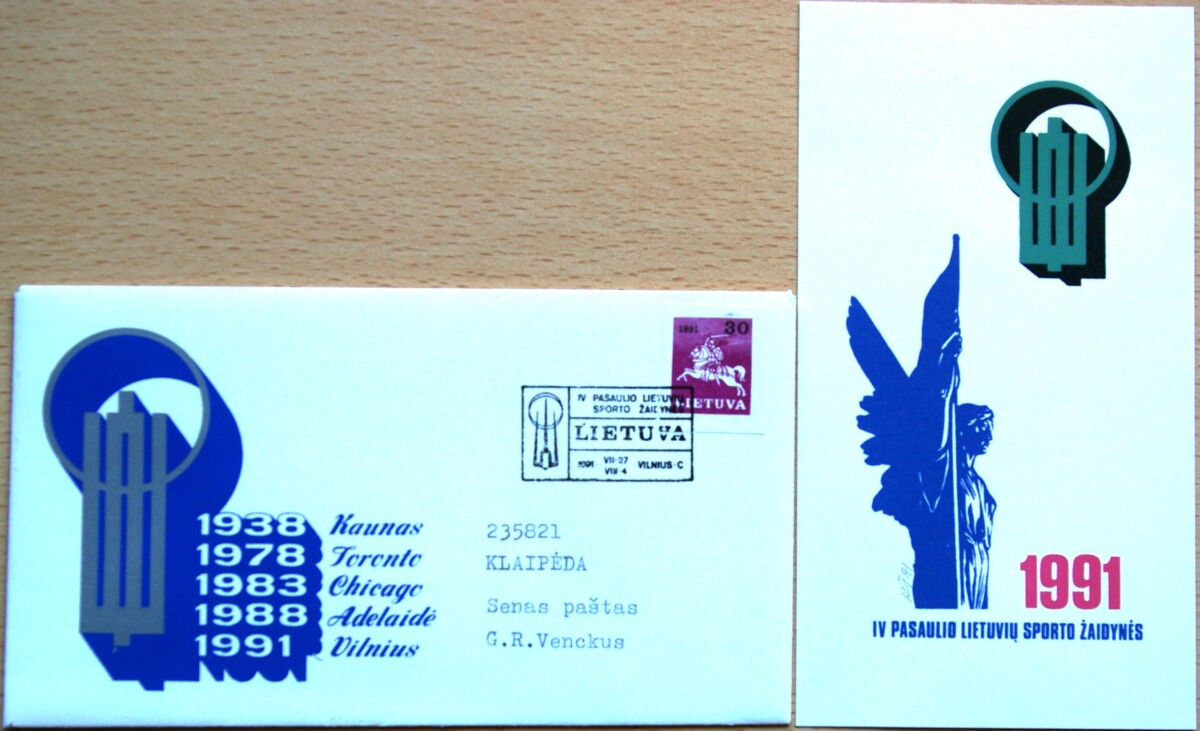 1991 30
LIETUVA
IV PASAULIO LIETUVIŲ
SPORTO ŽAIDYNĖS
LIETUVA
1991 VII-27
VIII-4 VILNIUS-C
1938 Kaunas
1978 Toronto
1983 Chicago
1988 Adelaidė
1991 Vilnius
235821
KLAIPĖDA
Senas paštas
G.R.Venckus
1991
IV PASAULIO LIETUVIŲ SPORTO ŽAIDYNĖS